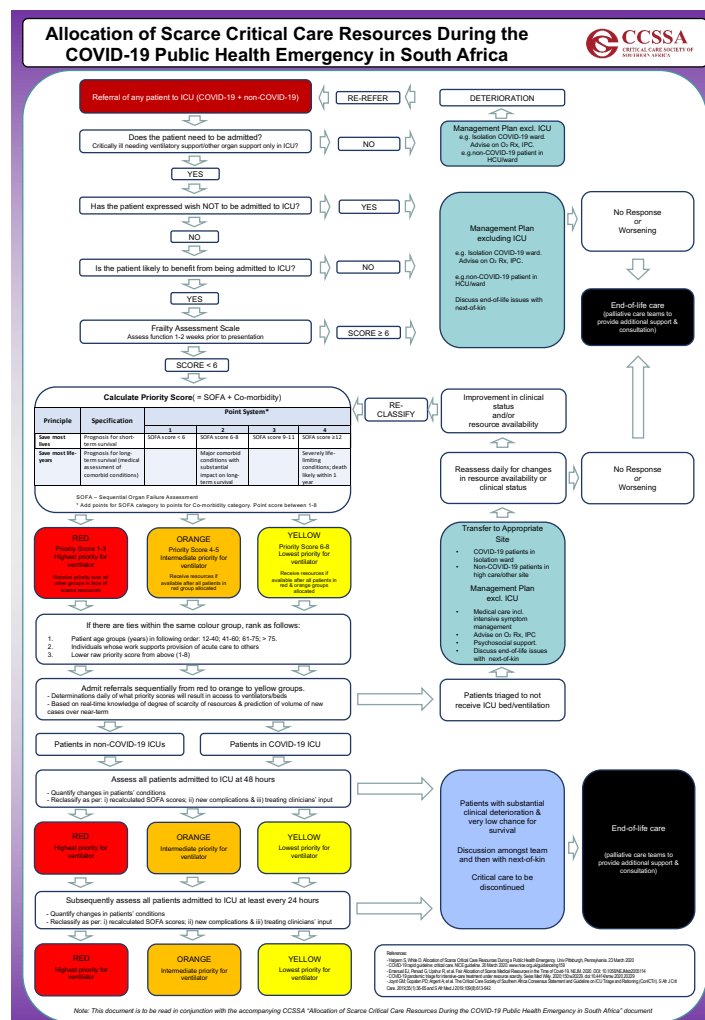 Allocation of Scarce Critical Care Resources During the
COVID-19 Public Health Emergency in South Africa
CCSSA
CRITICAL CARE SOCIETY OF
SOUTHERN AFRICA
Referral of any patient to ICU (COVID-19 + non-COVID-19)
RE-REFER
DETERIORATION
Does the patient need to be admitted?
Critically ill needing ventilatory support/other organ support only in ICU?
NO
Management Plan excl. ICU
e.g. Isolation COVID-19 ward.
Advise on O₂ Rx, IPC.
e.g.non-COVID-19 patient in
HCU/ward
YES
Has the patient expressed wish NOT to be admitted to ICU?
YES
NO
Is the patient likely to benefit from being admitted to ICU?
NO
YES
Frailty Assessment Scale
Assess function 1-2 weeks prior to presentation
SCORE ≥ 6
SCORE < 6
Management Plan
excluding ICU
e.g. Isolation COVID-19 ward.
Advise on O₂ Rx, IPC.
e.g.non-COVID-19 patient in
HCU/ward
Discuss end-of-life issues with
next-of-kin
No Response
or
Worsening
End-of-life care
(palliative care teams to
provide additional support &
consultation)
Calculate Priority Score( = SOFA + Co-morbidity)
Principle
Specification
Point System*
1
2
3
4
Save most
lives
Prognosis for short-
term survival
SOFA score < 6
SOFA score 6-8
SOFA score 9-11
SOFA score ≥12
Save most life-
years
Prognosis for long-
term survival (medical
assessment of
comorbid conditions)
Major comorbid
conditions with
substantial
impact on long-
term survival
Severely life-
limiting
conditions; death
likely within 1
year
SOFA – Sequential Organ Failure Assessment
* Add points for SOFA category to points for Co-morbidity category. Point score between 1-8
RE-
CLASSIFY
Improvement in clinical
status
and/or
resource availability
Reassess daily for changes
in resource availability or
clinical status
No Response
or
Worsening
RED
Priority Score 1-3
Highest priority for
ventilator
Receive priority over all
other groups in face of
ORANGE
Priority Score 4-5
Intermediate priority for
ventilator
Receive resources if
available after all patients in
red group allocated
YELLOW
Priority Score 6-8
Lowest priority for
ventilator
Receive resources if
available after all patients in
red & orange groups
allocated
Transfer to Appropriate
Site
• COVID-19 patients in
Isolation ward
• Non-COVID-19 patients in
high care/other site
Management Plan
excl. ICU
• Medical care incl.
intensive symptom
management
• Advise on O₂ Rx, IPC
• Psychosocial support.
• Discuss end-of-life issues
with next-of-kin
If there are ties within the same colour group, rank as follows:
1. Patient age groups (years) in following order: 12-40; 41-60; 61-75; > 75.
2. Individuals whose work supports provision of acute care to others
3. Lower raw priority score from above (1-8)
Admit referrals sequentially from red to orange to yellow groups.
- Determinations daily of what priority scores will result in access to ventilators/beds
- Based on real-time knowledge of degree of scarcity of resources & prediction of volume of new
cases over near-term
Patients triaged to not
receive ICU bed/ventilation
Patients in non-COVID-19 ICUs
Patients in COVID-19 ICU
Assess all patients admitted to ICU at 48 hours
- Quantify changes in patients' conditions
- Reclassify as per: i) recalculated SOFA scores; ii) new complications & iii) treating clinicians' input
RED
Highest priority for
ventilator
ORANGE
Intermediate priority for
ventilator
YELLOW
Lowest priority for
ventilator
Patients with substantial
clinical deterioration &
very low chance for
survival
Discussion amongst team
and then with next-of-kin
Critical care to be
discontinued
End-of-life care
(palliative care teams to
provide additional support &
consultation)
Subsequently assess all patients admitted to ICU at least every 24 hours
- Quantify changes in patients' conditions
- Reclassify as per: i) recalculated SOFA scores; ii) new complications & iii) treating clinicians' input
RED
Highest priority for
ventilator
ORANGE
Intermediate priority for
ventilator
YELLOW
Lowest priority for
ventilator
References:
Note: This document is to be read in conjunction with the accompanying CCSSA "Allocation of Scarce Critical Care Resources During the COVID-19 Public Health Emergency in South Africa" document